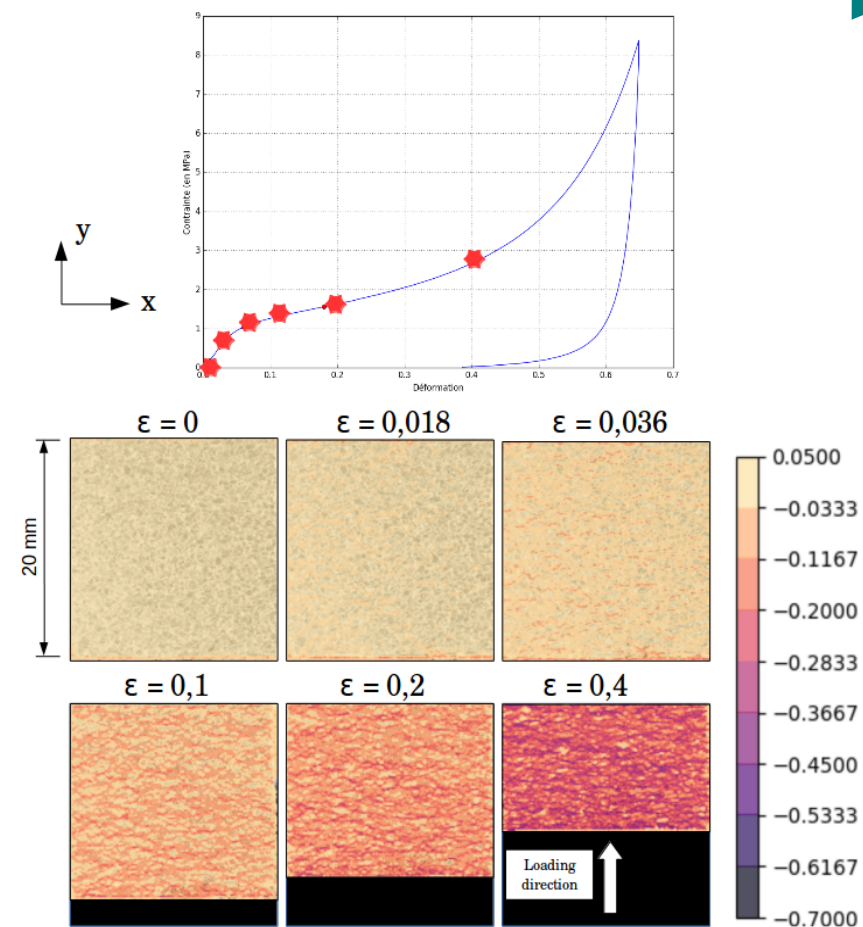 9
8
7
6
5
4
3
2
1
0
Contrainte (en MPa)
0.0 0.1 0.2 0.3 0.4 0.5 0.6 0.7
Déformation
y
x
ε = 0 ε = 0,018 ε = 0,036
20 mm
ε = 0,1 ε = 0,2 ε = 0,4
Loading
direction
0.0500
−0.0333
−0.1167
−0.2000
−0.2833
−0.3667
−0.4500
−0.5333
−0.6167
−0.7000